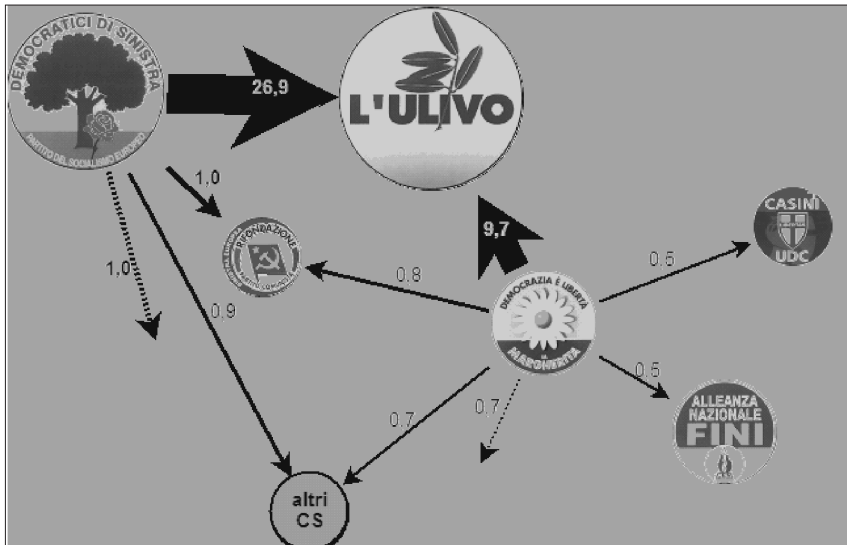 DEMOCRATICI DI SINISTRA
PARTITO DEL SOCIALISMO EUROPEO
26,9
L'ULIVO
1,0
1,0
0,9
RIFONDAZIONE
0.8
9,7
DEMOCRAZIA È LIBERTÀ
LA
MARGHERITA
0.7
0.7
0.5
CASINI
UDC
0.5
ALLEANZA
NAZIONALE
FINI
altri
CS